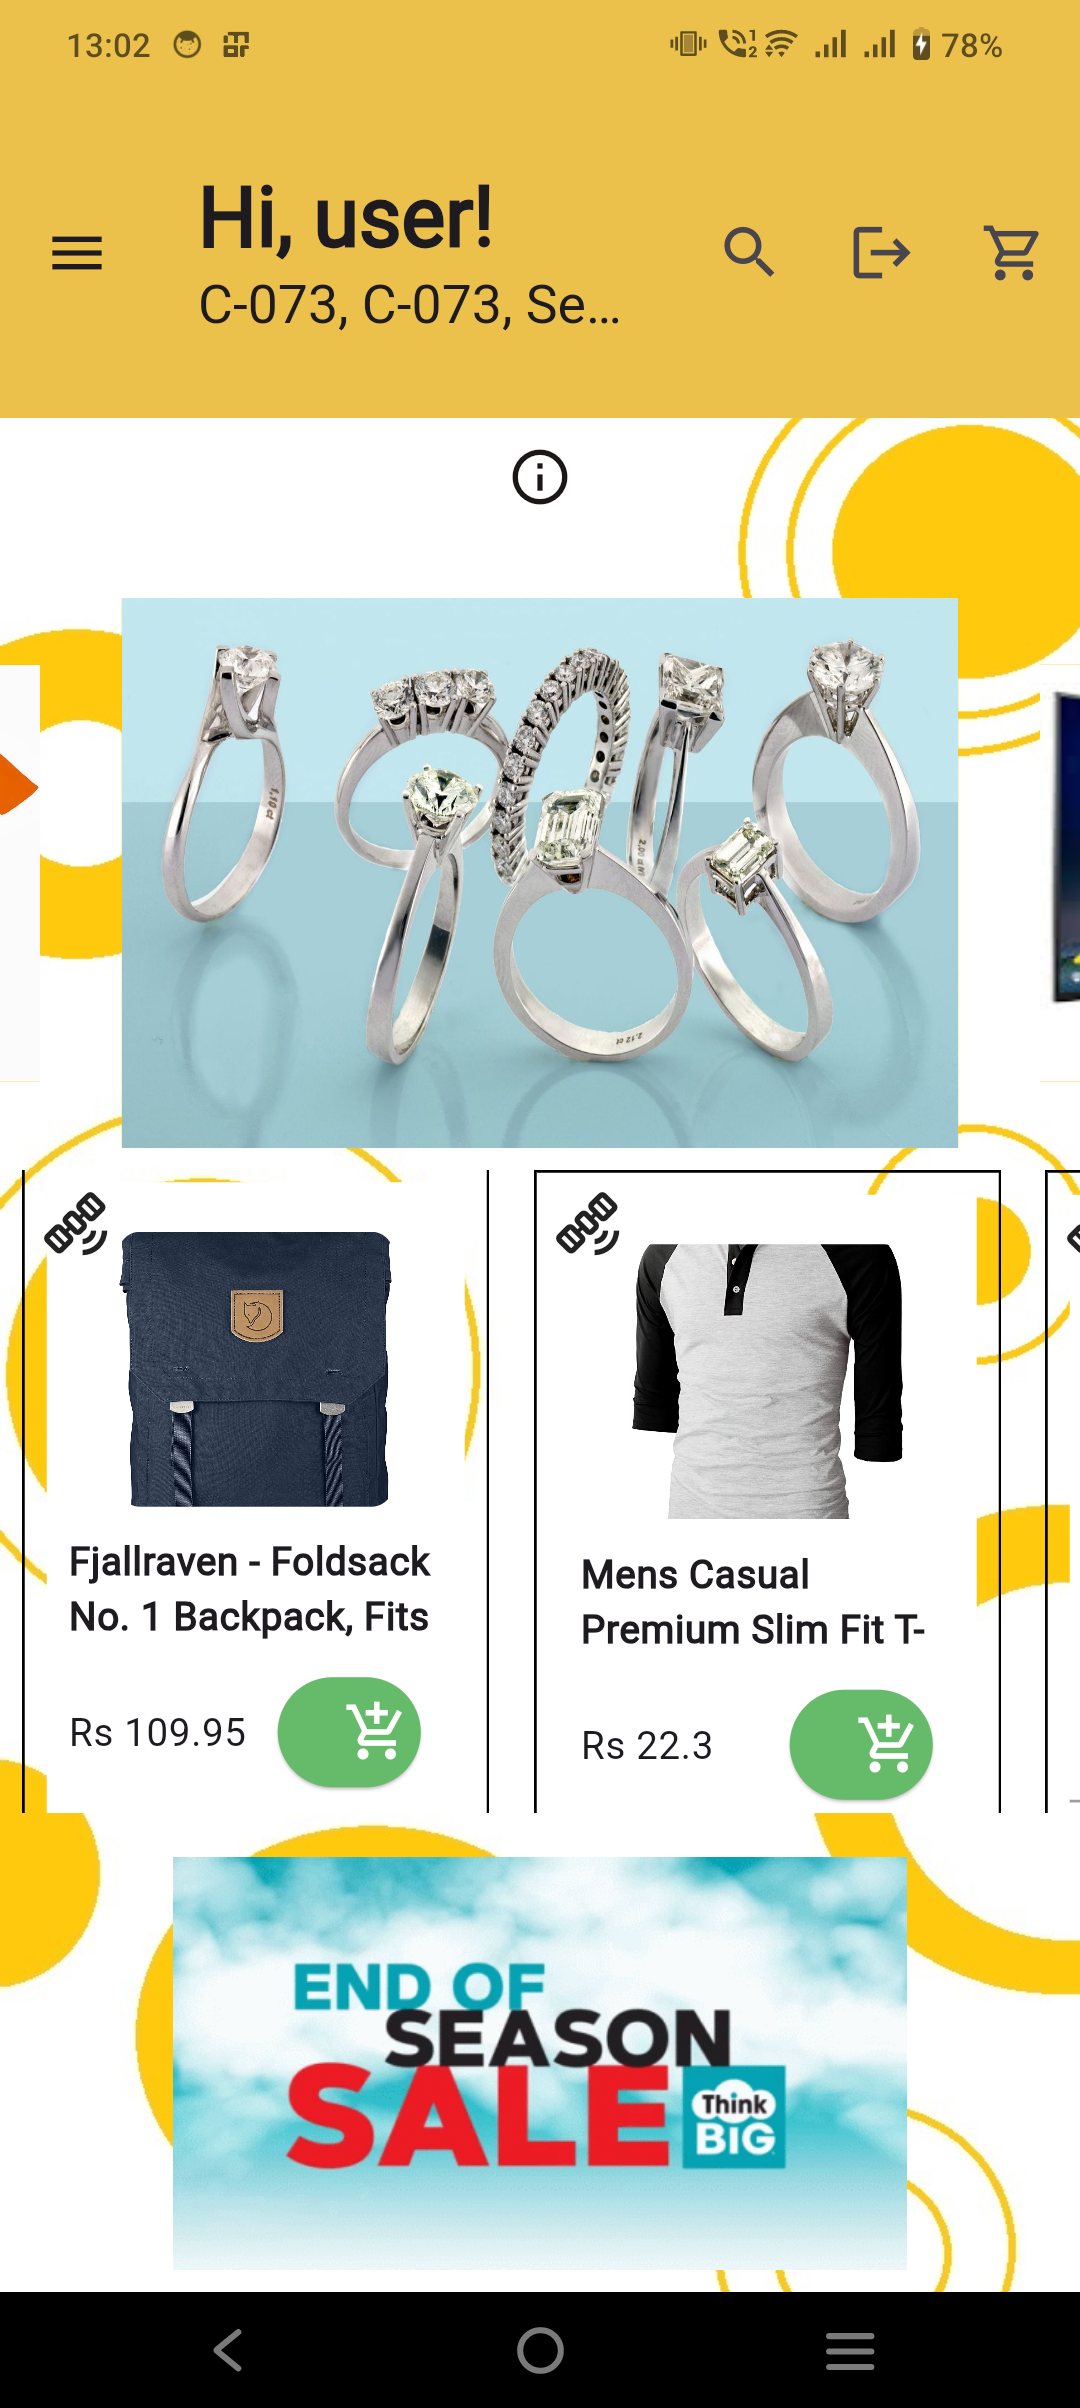 13:02
78%
Hi, user!
C-073, C-073, Se...
Fjallraven - Foldsack
No. 1 Backpack, Fits
Rs 109.95
Mens Casual
Premium Slim Fit T-
Rs 22.3
END OF
SEASON
SALE
Think
BIG